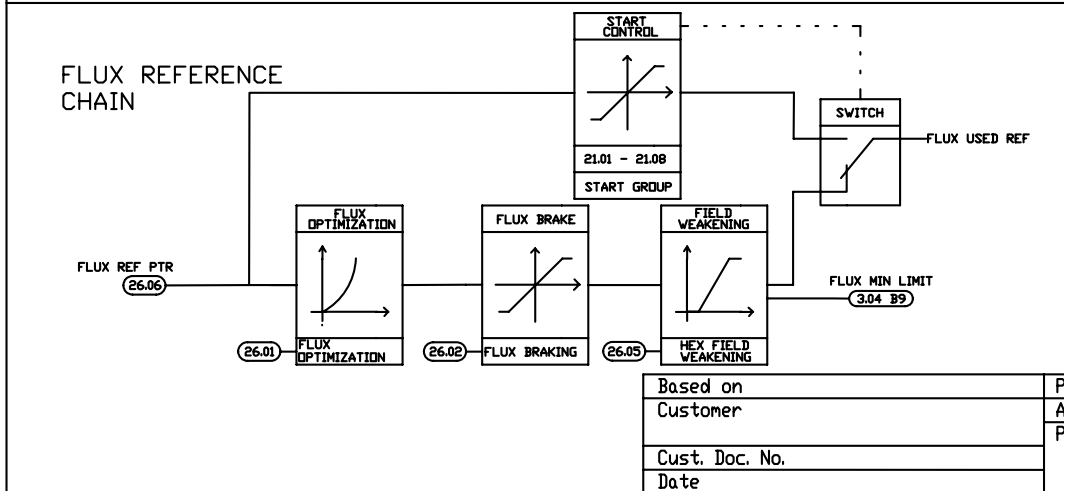 START
CONTROL
FLUX REFERENCE
CHAIN
SWITCH
FLUX USED REF
21.01 - 21.08
START GROUP
FLUX
OPTIMIZATION
FLUX BRAKE
FIELD
WEAKENING
FLUX REF PTR
26.06
FLUX MIN LIMIT
3.04 B9
26.01
FLUX
OPTIMIZATION
26.02
FLUX BRAKING
26.05
HEX FIELD
WEAKENING
Based on
P
Customer
A
P
Cust. Doc. No.
Date